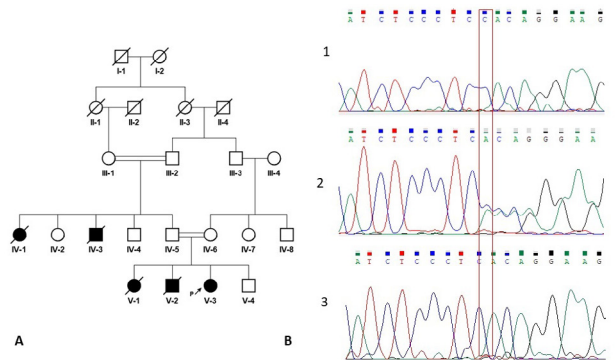 I-1 I-2
II-1 II-2 II-3 II-4
III-1 III-2 III-3 III-4
IV-1 IV-2 IV-3 IV-4 IV-5 IV-6 IV-7 IV-8
V-1 V-2 P V-3 V-4
A
B
A T C T C C C T C C A C A G G A A G
1
A T C T C C C T C A C A G G G A A
2
A T C T C C C T C A C A G G A A G
3